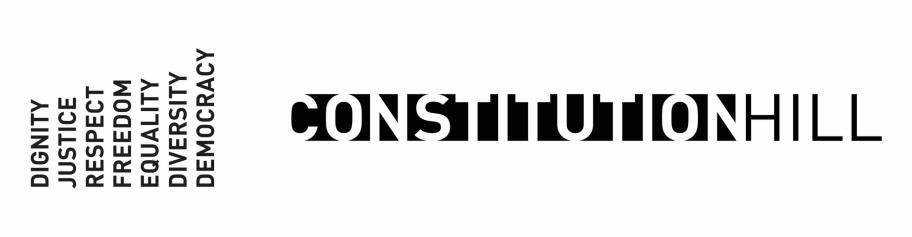 DIGNITY
JUSTICE
RESPECT
FREEDOM
EQUALITY
DIVERSITY
DEMOCRACY
CONSTITUTIONHILL